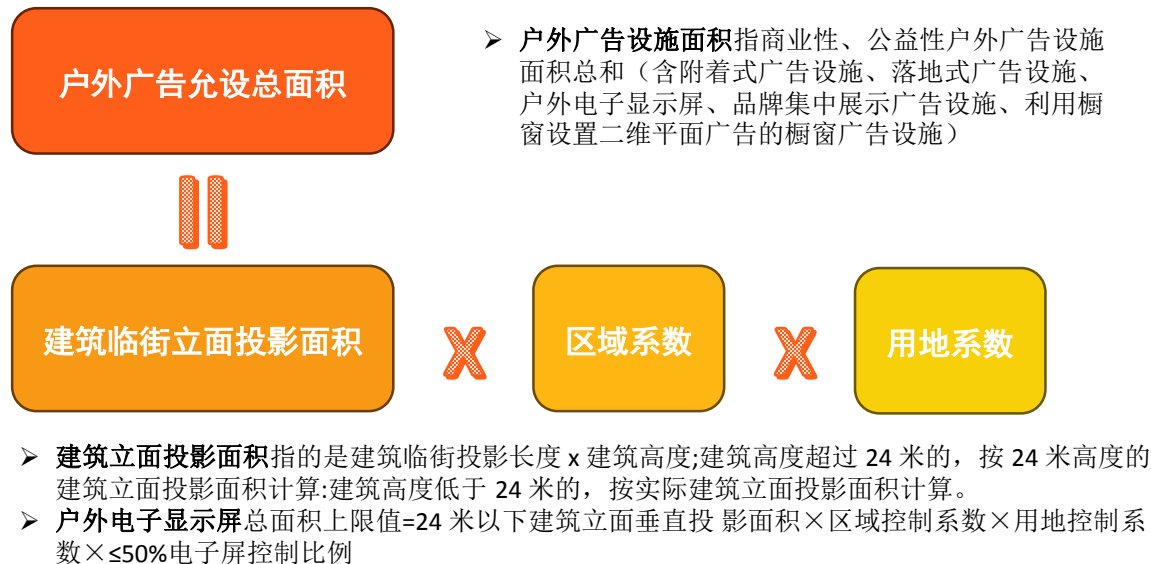 户外广告允设总面积
➢ 户外广告设施面积指商业性、公益性户外广告设施
面积总和（含附着式广告设施、落地式广告设施、
户外电子显示屏、品牌集中展示广告设施、利用橱
窗设置二维平面广告的橱窗广告设施）
=
建筑临街立面投影面积
X
区域系数
X
用地系数
➢ 建筑立面投影面积指的是建筑临街投影长度 x 建筑高度;建筑高度超过 24 米的，按 24 米高度的
建筑立面投影面积计算:建筑高度低于 24 米的，按实际建筑立面投影面积计算。
➢ 户外电子显示屏总面积上限值=24 米以下建筑立面垂直投 影面积×区域控制系数×用地控制系
数×≤50%电子屏控制比例